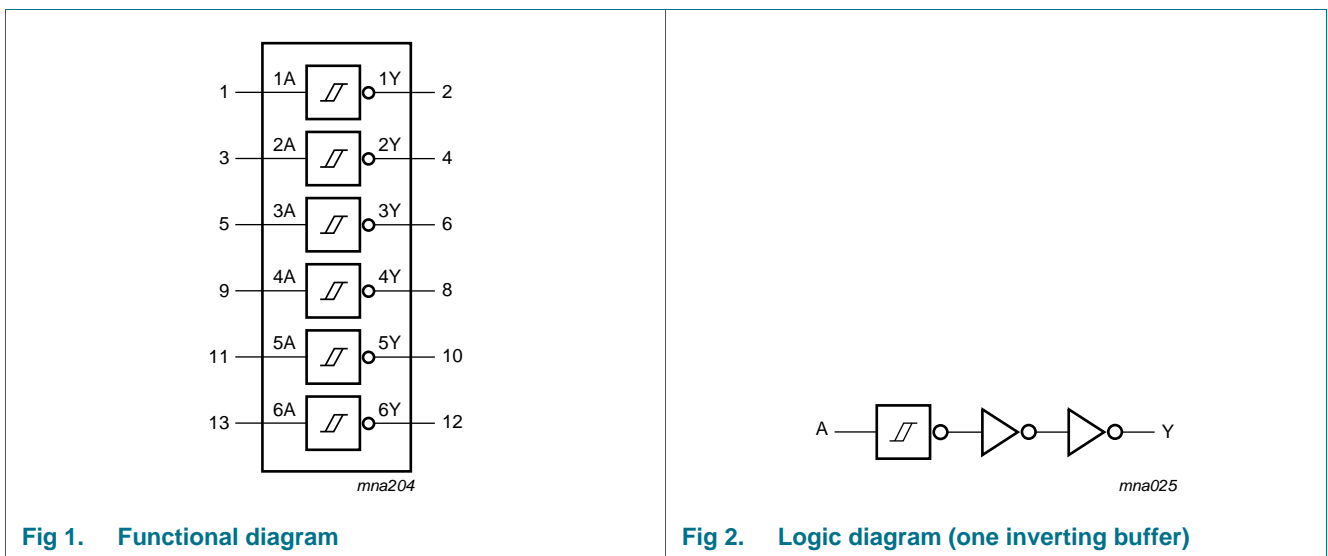 1 1A 1Y 2
3 2A 2Y 4
5 3A 3Y 6
9 4A 4Y 8
11 5A 5Y 10
13 6A 6Y 12
mna204
Fig 1. Functional diagram
A Y
mna025
Fig 2. Logic diagram (one inverting buffer)